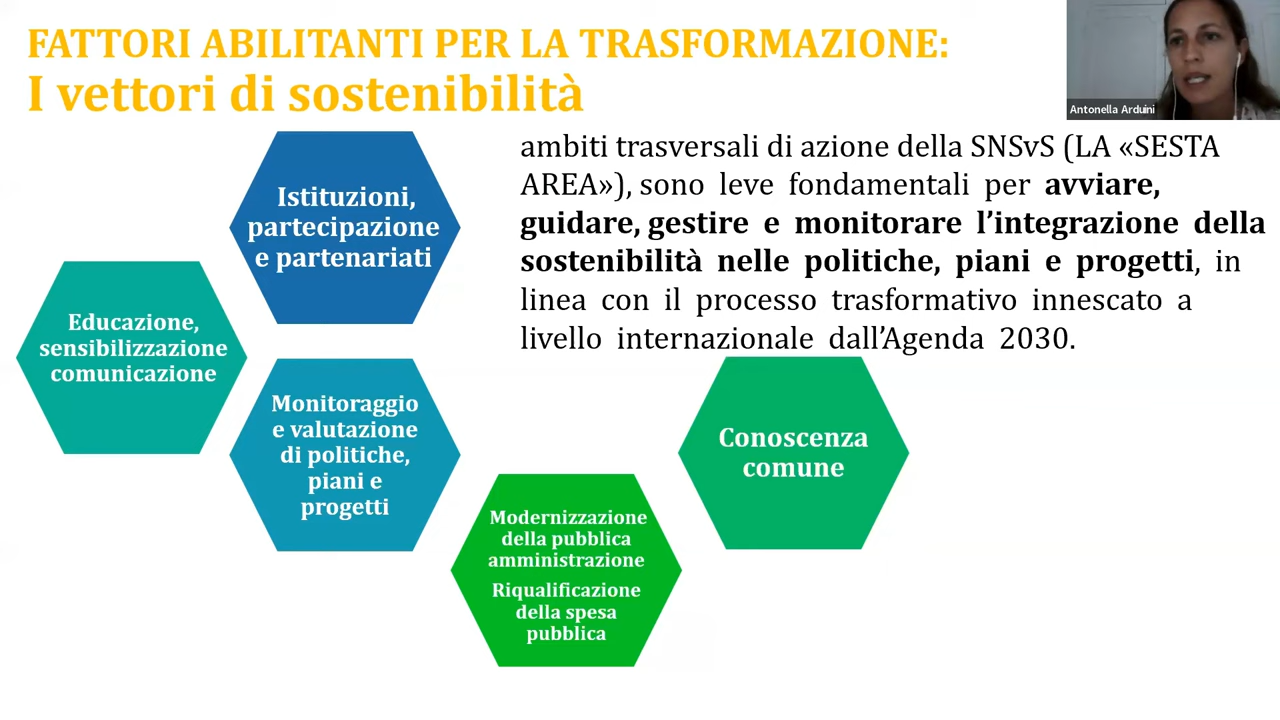 FATTORI ABILITANTI PER LA TRASFORMAZIONE:
I vettori di sostenibilità
Antonella Arduini
ambiti trasversali di azione della SNSvS (LA «SESTA
AREA»), sono leve fondamentali per avviare,
guidare, gestire e monitorare l’integrazione della
sostenibilità nelle politiche, piani e progetti, in
linea con il processo trasformativo innescato a
livello internazionale dall’Agenda 2030.
Istituzioni,
partecipazione
e partenariati
Educazione,
sensibilizzazione
comunicazione
Monitoraggio
e valutazione
di politiche,
piani e
progetti
Modernizzazione
della pubblica
amministrazione
Riqualificazione
della spesa
pubblica
Conoscenza
comune